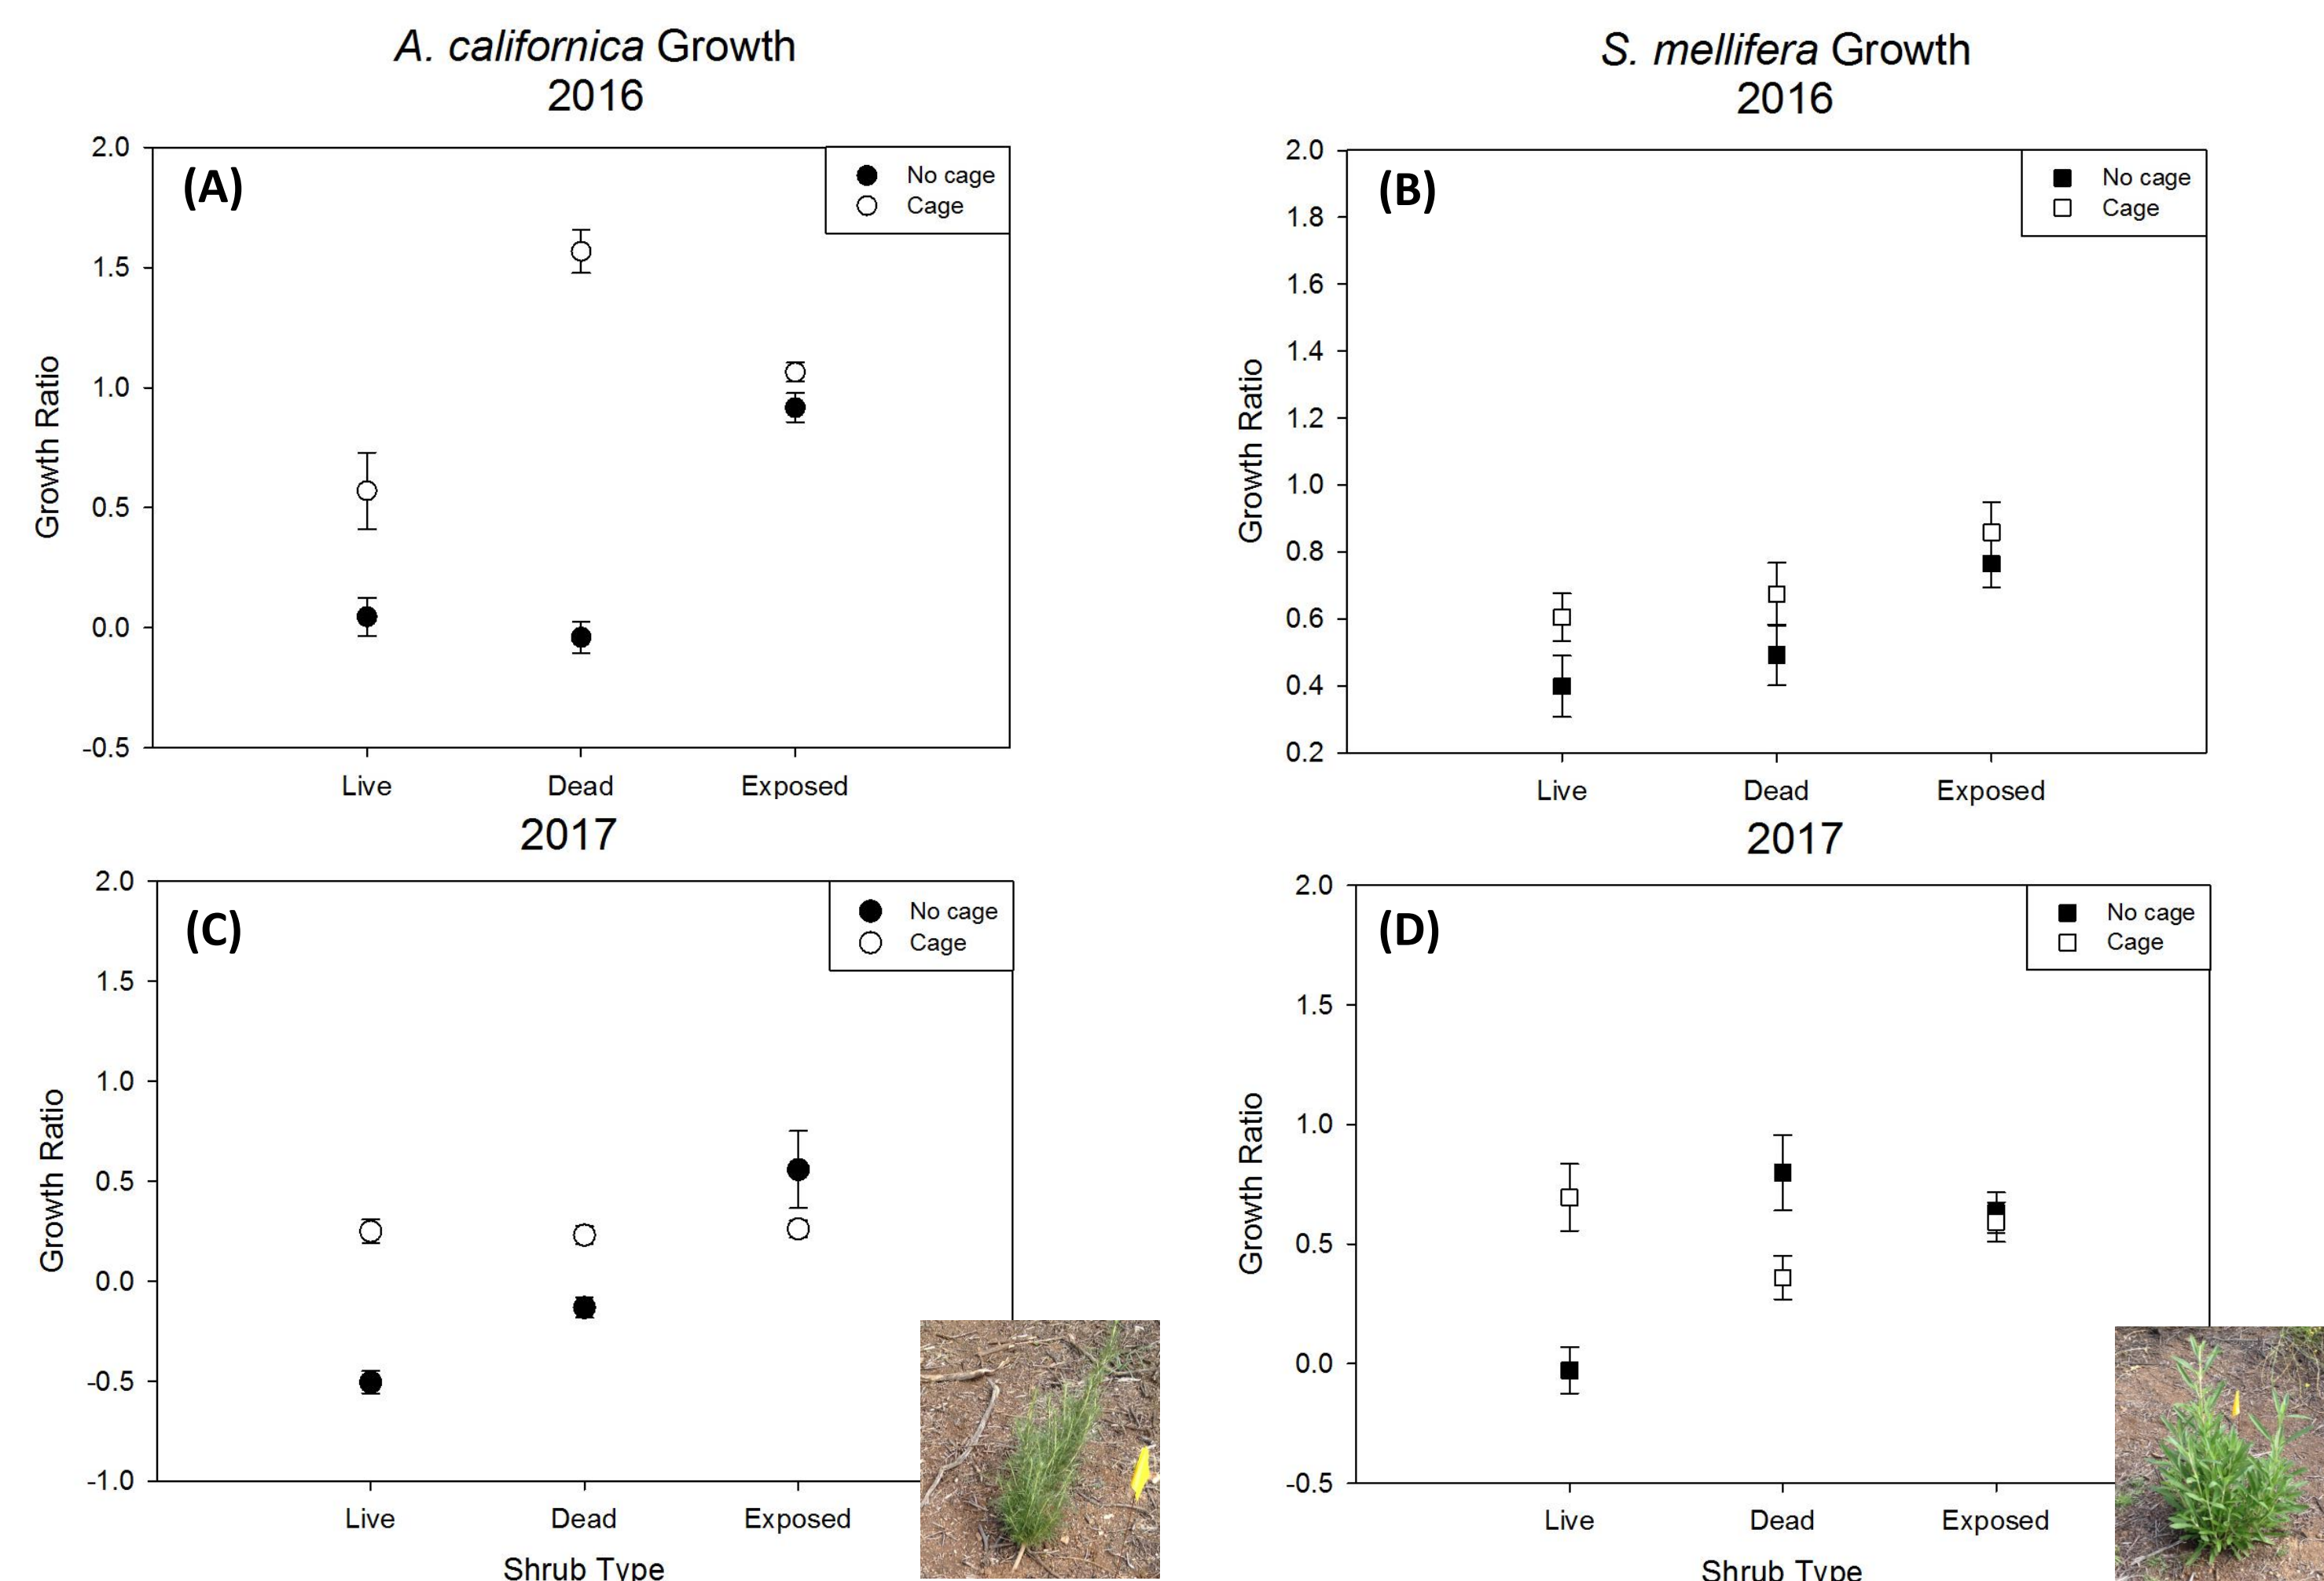 A. californica Growth
2016
2.0
1.5
1.0
0.5
0.0
-0.5
Growth Ratio
(A)
No cage
Cage
Live Dead Exposed
S. mellifera Growth
2016
2.0
1.8
1.6
1.4
1.2
1.0
0.8
0.6
0.4
0.2
Growth Ratio
(B)
No cage
Cage
Live Dead Exposed
2017
2.0
1.5
1.0
0.5
0.0
-0.5
-1.0
Growth Ratio
(C)
No cage
Cage
Live Dead Exposed
Shrub Type
2017
2.0
1.5
1.0
0.5
0.0
-0.5
Growth Ratio
(D)
No cage
Cage
Live Dead Exposed
Shrub Type